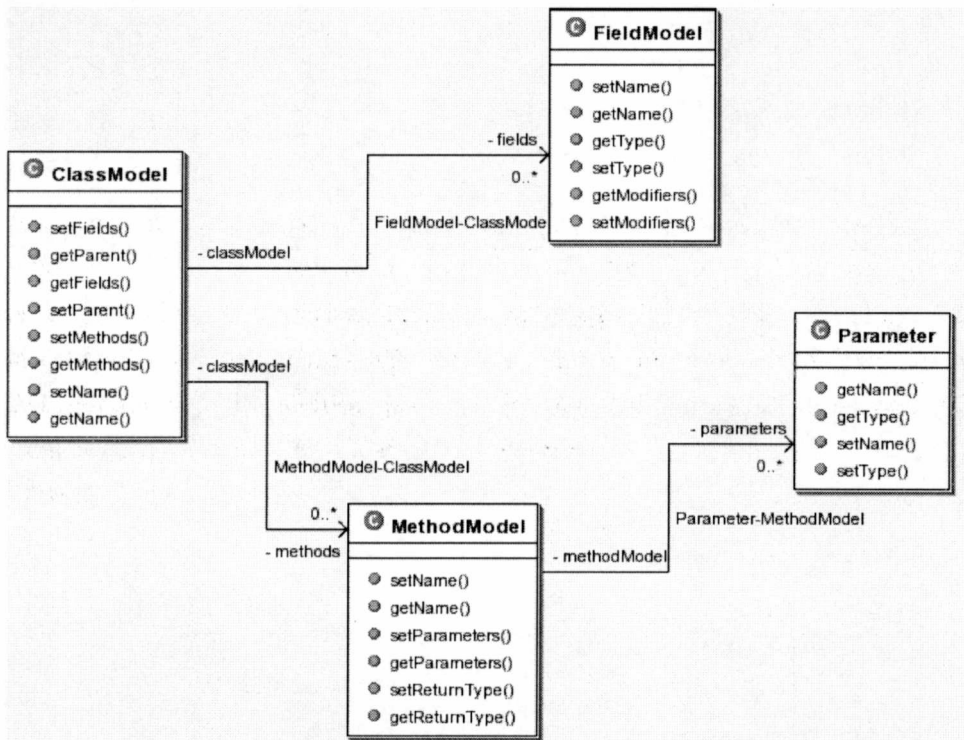 C FieldModel
setName()
getName()
getType()
setType()
getModifiers()
setModifiers()
- fields
0..*
FieldModel-ClassMode
C ClassModel
setFields()
getParent()
getFields()
setParent()
setMethods()
getMethods()
setName()
getName()
- classModel
- classModel
MethodModel-ClassModel
0..*
- methods
C Parameter
getName()
getType()
setName()
setType()
- parameters
0..*
Parameter-MethodModel
C MethodModel
setName()
getName()
setParameters()
getParameters()
setReturnType()
getReturnType()
- methodModel